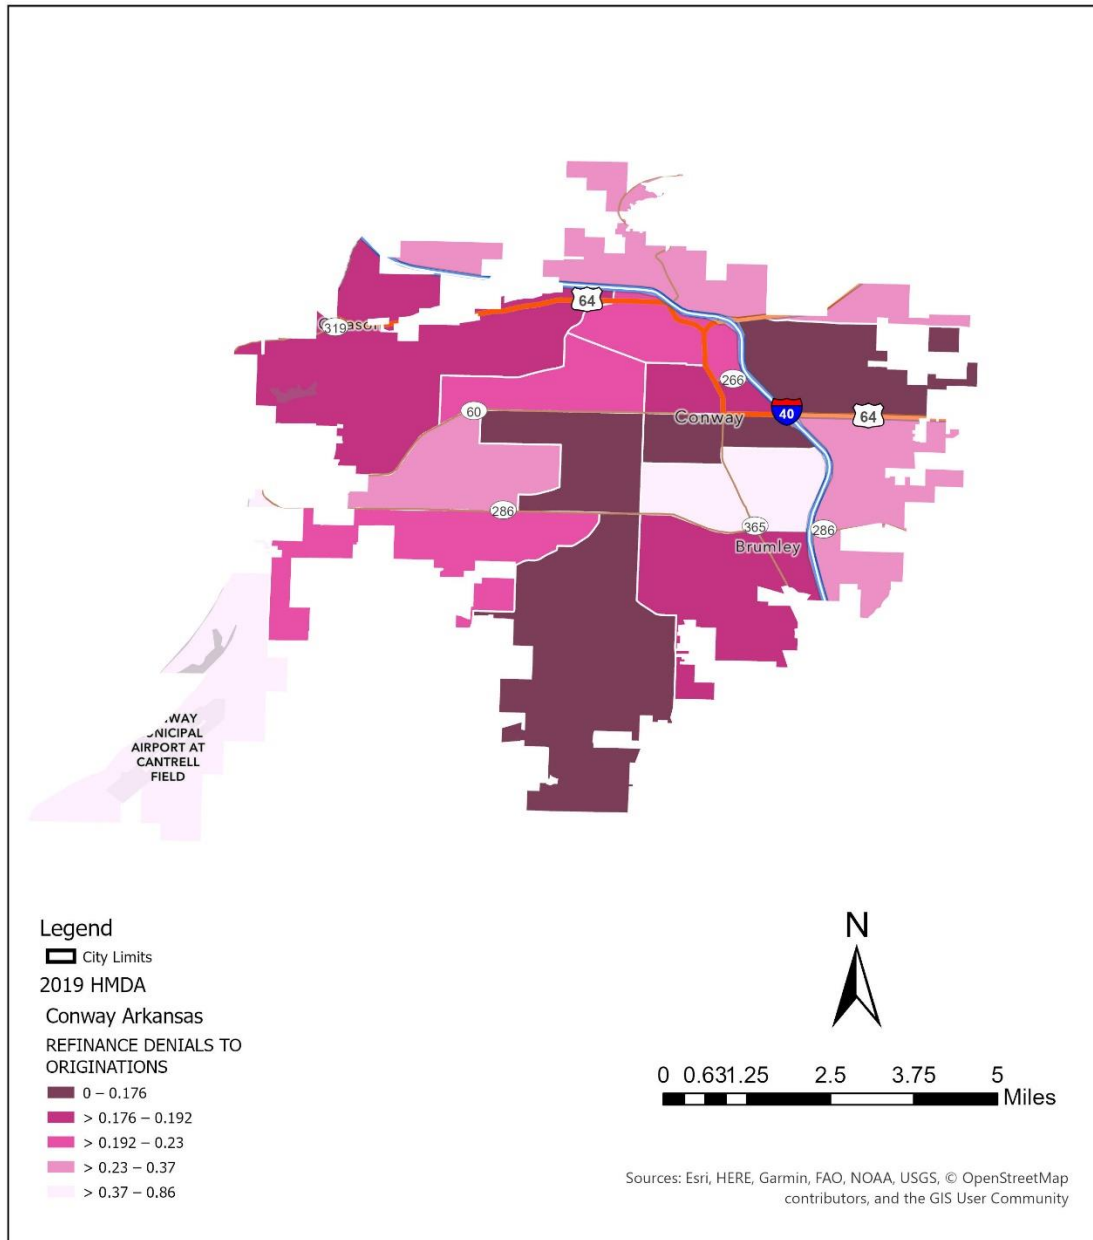 64
319
266
60
Conway
40
64
286
365
286
Brumley
AIRPORT AT
CANTRELL
FIELD
Legend
City Limits
2019 HMDA
Conway Arkansas
REFINANCE DENIALS TO
ORIGINATIONS
0 – 0.176
> 0.176 – 0.192
> 0.192 – 0.23
> 0.23 – 0.37
> 0.37 – 0.86
N
0 0.631.25 2.5 3.75 5
Miles
Sources: Esri, HERE, Garmin, FAO, NOAA, USGS, © OpenStreetMap
contributors, and the GIS User Community